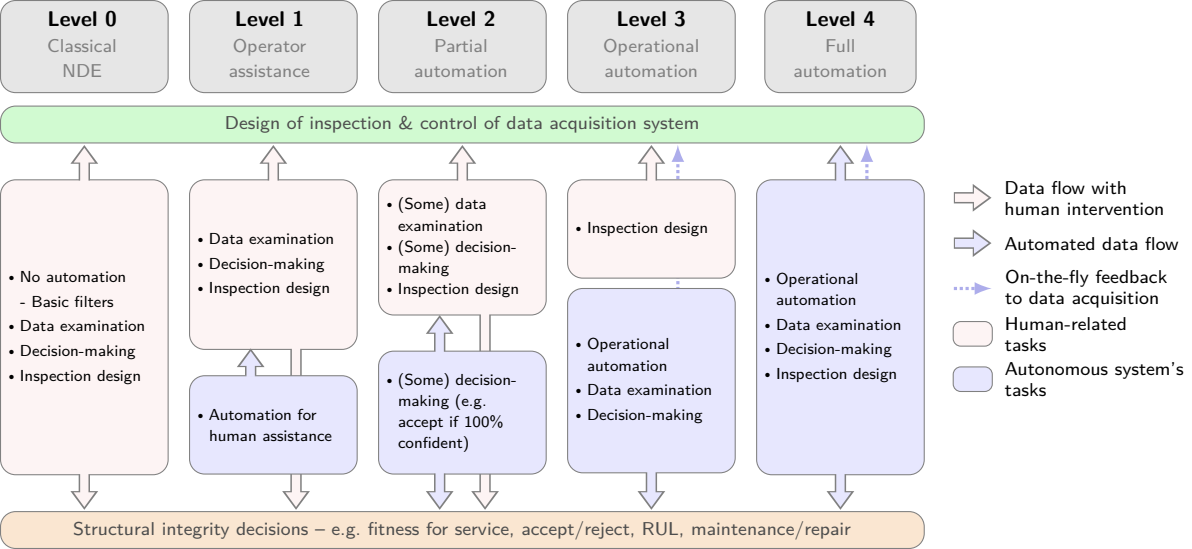 Level 0
Classical
NDE
Level 1
Operator
assistance
Level 2
Partial
automation
Level 3
Operational
automation
Level 4
Full
automation
Design of inspection & control of data acquisition system
• No automation
- Basic filters
• Data examination
• Decision-making
• Inspection design
• Data examination
• Decision-making
• Inspection design
• Automation for
human assistance
• (Some) data
examination
• (Some) decision-
making
• Inspection design
• (Some) decision-
making (e.g.
accept if 100%
confident)
• Inspection design
• Operational
automation
• Data examination
• Decision-making
• Operational
automation
• Data examination
• Decision-making
• Inspection design
Data flow with
human intervention
Automated data flow
On-the-fly feedback
to data acquisition
Human-related
tasks
Autonomous system's
tasks
Structural integrity decisions – e.g. fitness for service, accept/reject, RUL, maintenance/repair